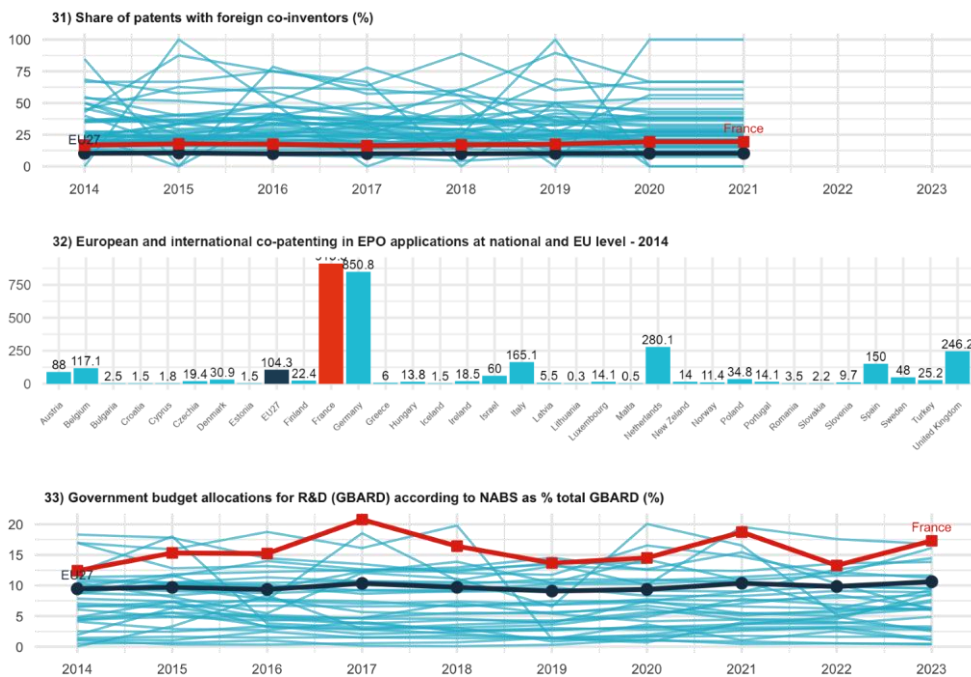 31) Share of patents with foreign co-inventors (%)
100
75
50
25
0
EU27
France
2014 2015 2016 2017 2018 2019 2020 2021 2022 2023
32) European and international co-patenting in EPO applications at national and EU level - 2014
750
500
250
0
88 117.1 2.5 1.5 1.8 19.4 30.9 1.5 104.3 22.4 850.8 6 13.8 1.5 18.5 60 165.1 5.5 0.3 14.1 0.5 280.1 14 11.4 34.8 14.1 3.5 2.2 9.7 150 48 25.2 246.2
Austria Belgium Bulgaria Croatia Cyprus Czechia Denmark Estonia EU27 Finland France Germany Greece Hungary Iceland Ireland Israel Italy Latvia Lithuania Luxembourg Malta Netherlands New Zeland Norway Poland Portugal Romania Slovakia Slovenia Spain Sweden Turkey United Kingdom
33) Government budget allocations for R&D (GBARD) according to NABS as % total GBARD (%)
20
15
10
5
0
EU27
France
2014 2015 2016 2017 2018 2019 2020 2021 2022 2023